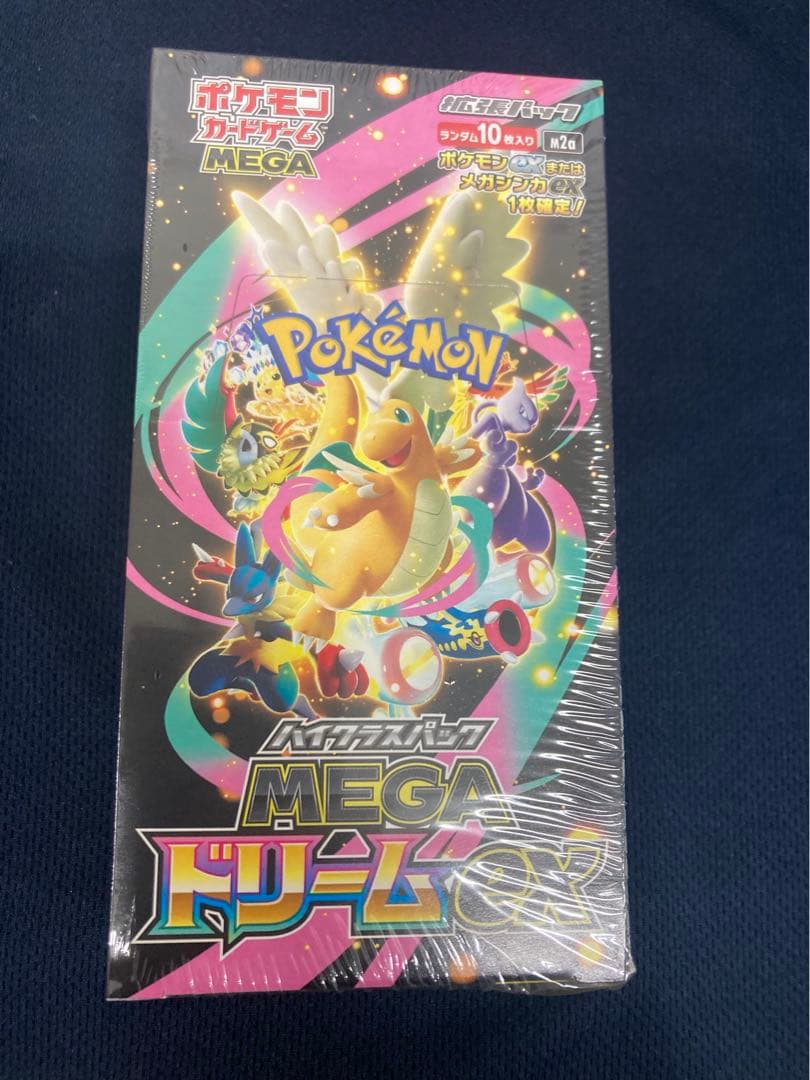 ポケモン
カードゲーム
MEGA
拡張パック
ランダム10枚入り M2a
ポケモンexまたは
メガシンカex
1枚確定!
POKéMON
ハイクラスパック
MEGA
ドリームex